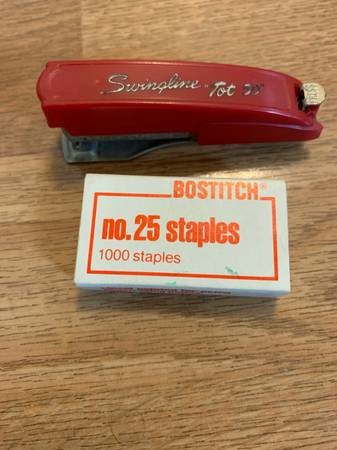 Swingline Tot 50
BOSTITCH®
no.25 staples
1000 staples